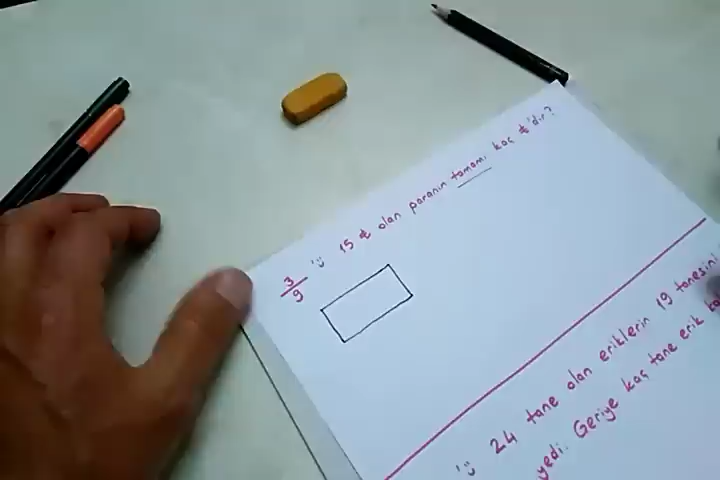 3/9 'ü 15 ₺ olan paranın tamamı kaç ₺'dir?
'ü 24 tane olan eriklerin 19 tanesini
yedi. Geriye kaç tane erik